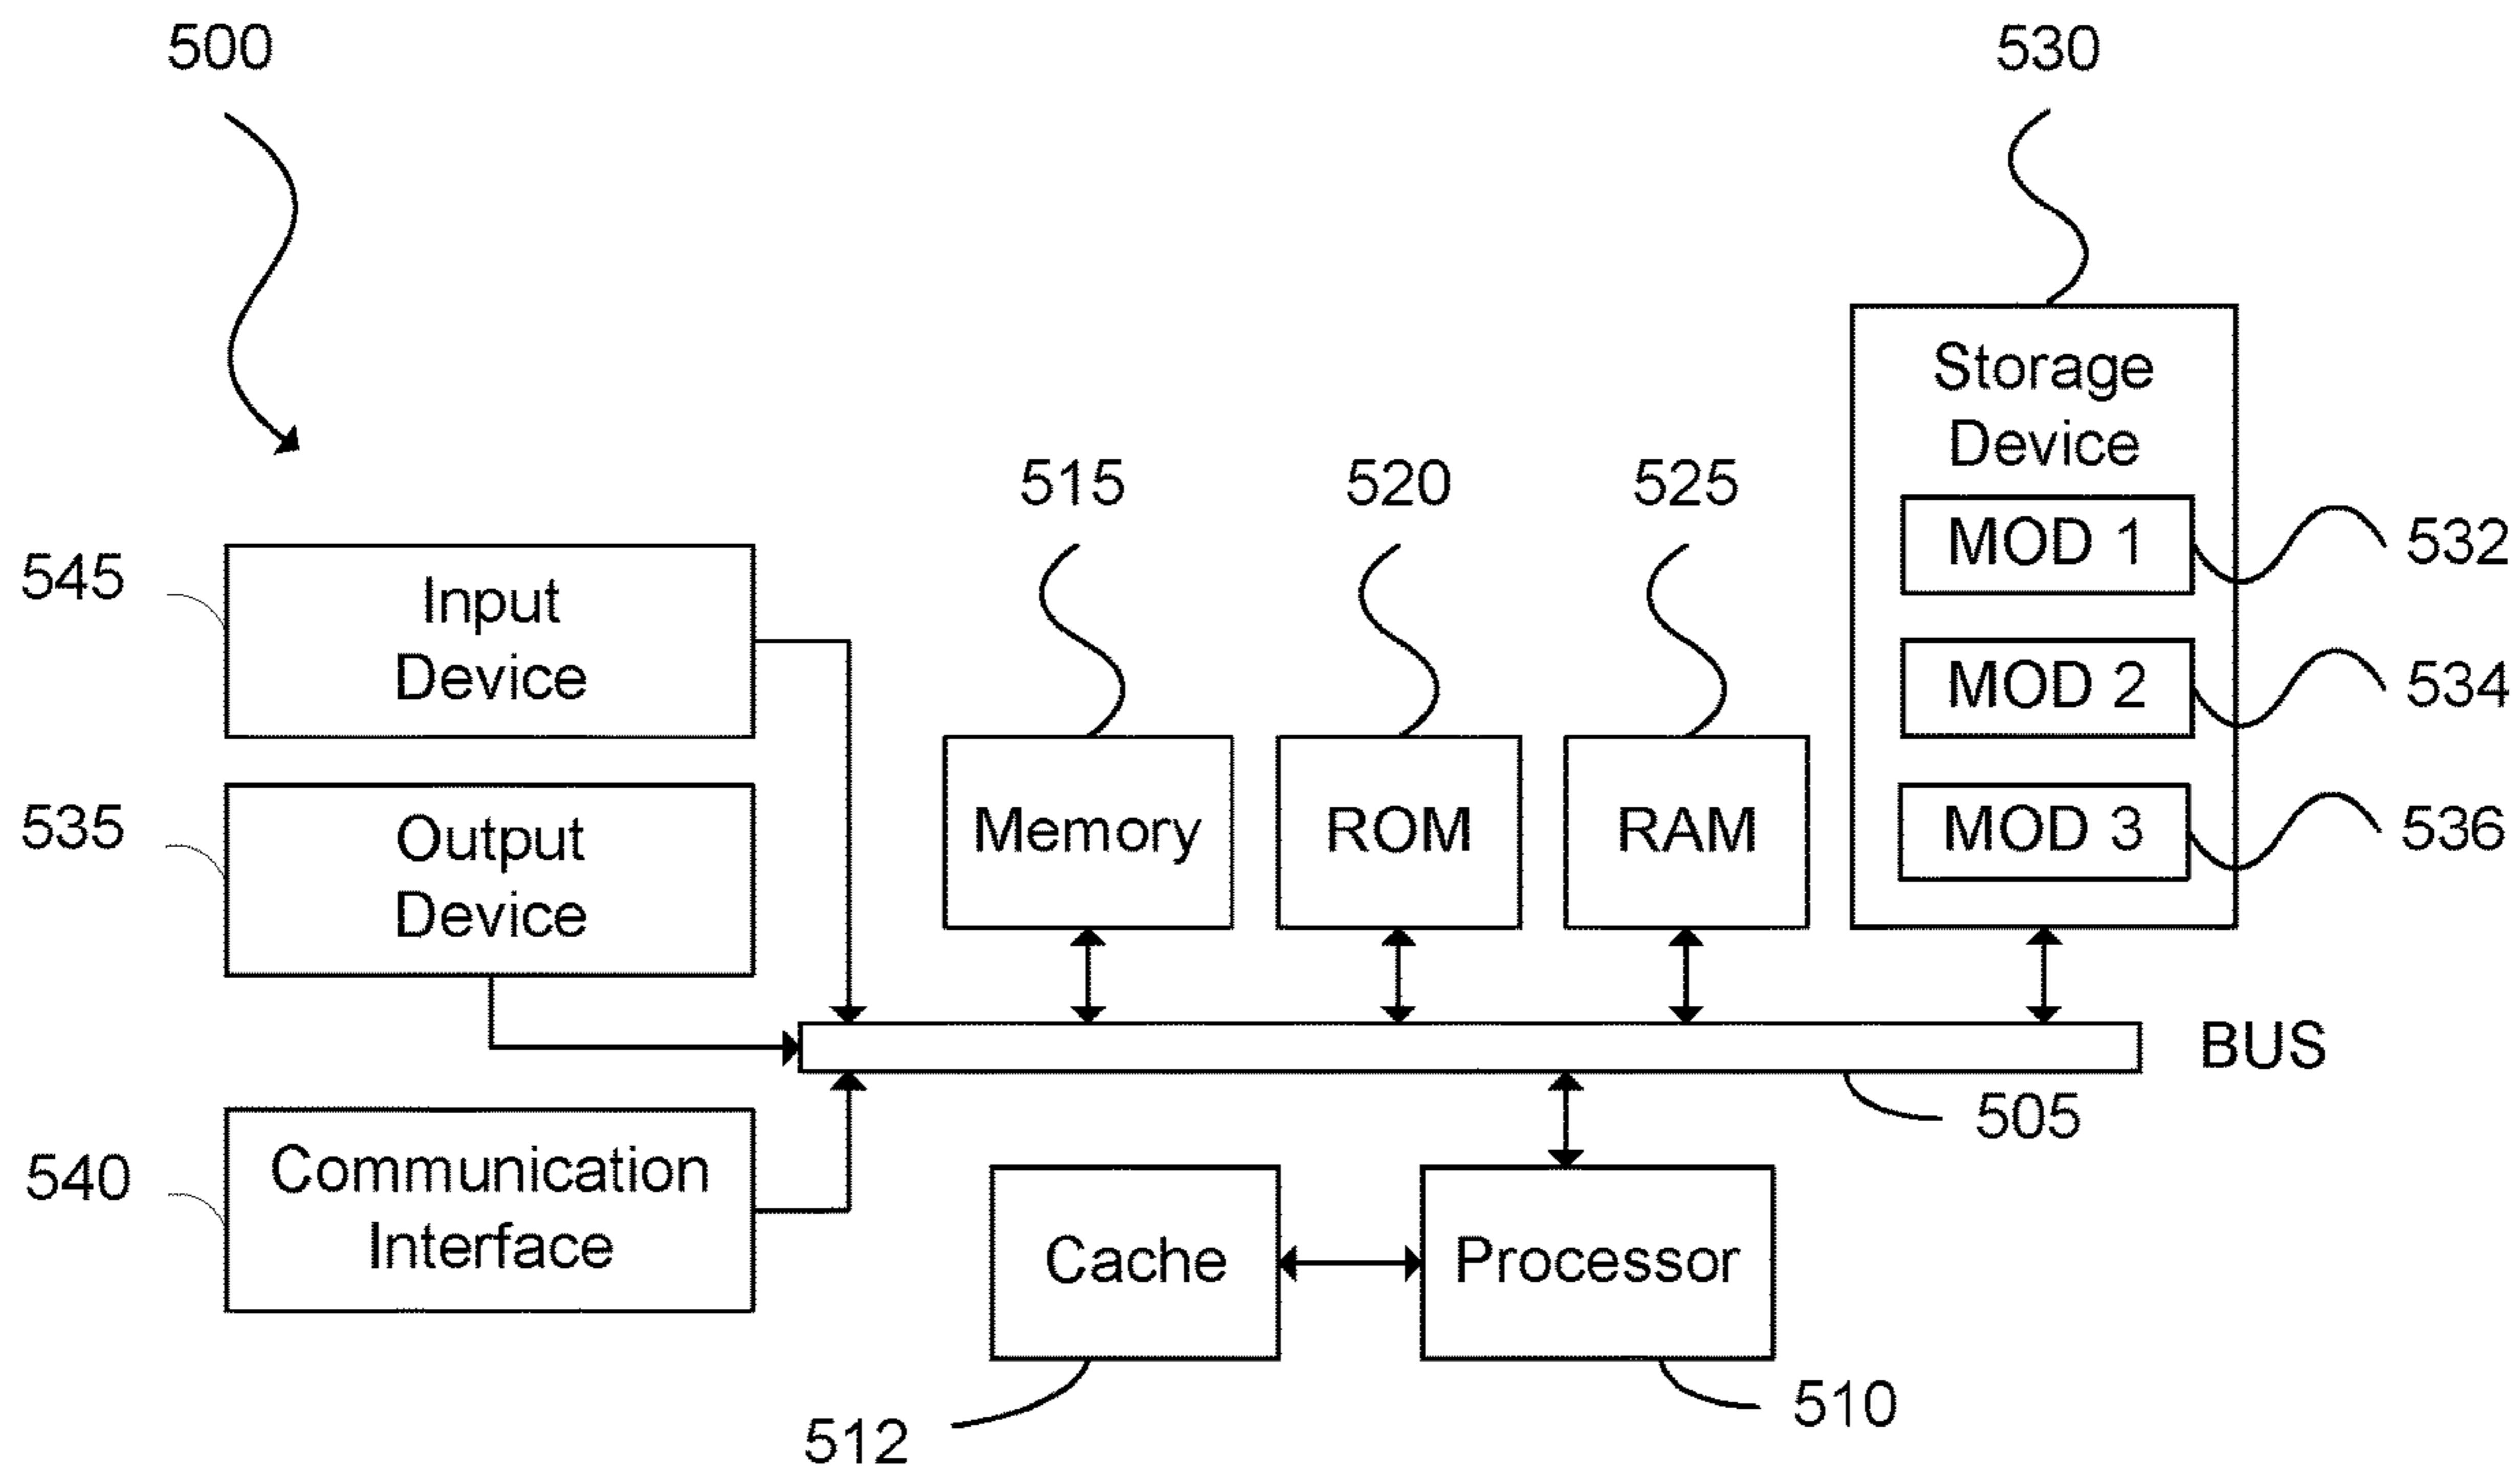 500
530
Storage
Device
515
520
525
MOD 1
532
545
Input
Device
MOD 2
534
535
Output
Device
Memory
ROM
RAM
MOD 3
536
BUS
505
540
Communication
Interface
Cache
Processor
512
510